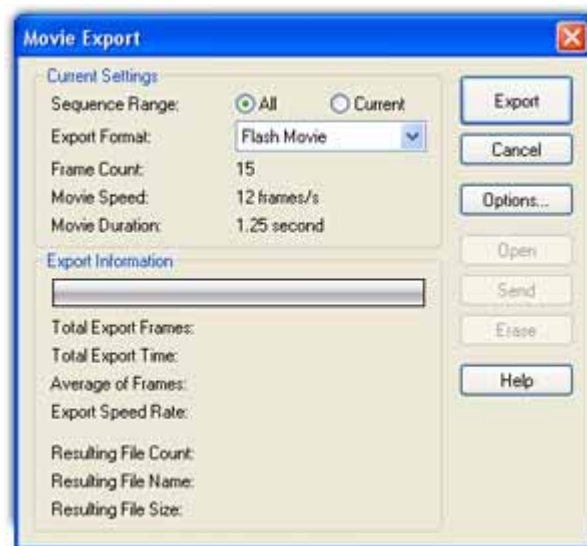 Movie Export
Current Settings
Sequence Range: All Current
Export Format: Flash Movie
Frame Count: 15
Movie Speed: 12 frames/s
Movie Duration: 1.25 second
Export Information
Total Export Frames:
Total Export Time:
Average of Frames:
Export Speed Rate:
Resulting File Count:
Resulting File Name:
Resulting File Size:
Export
Cancel
Options...
Open
Send
Erase
Help